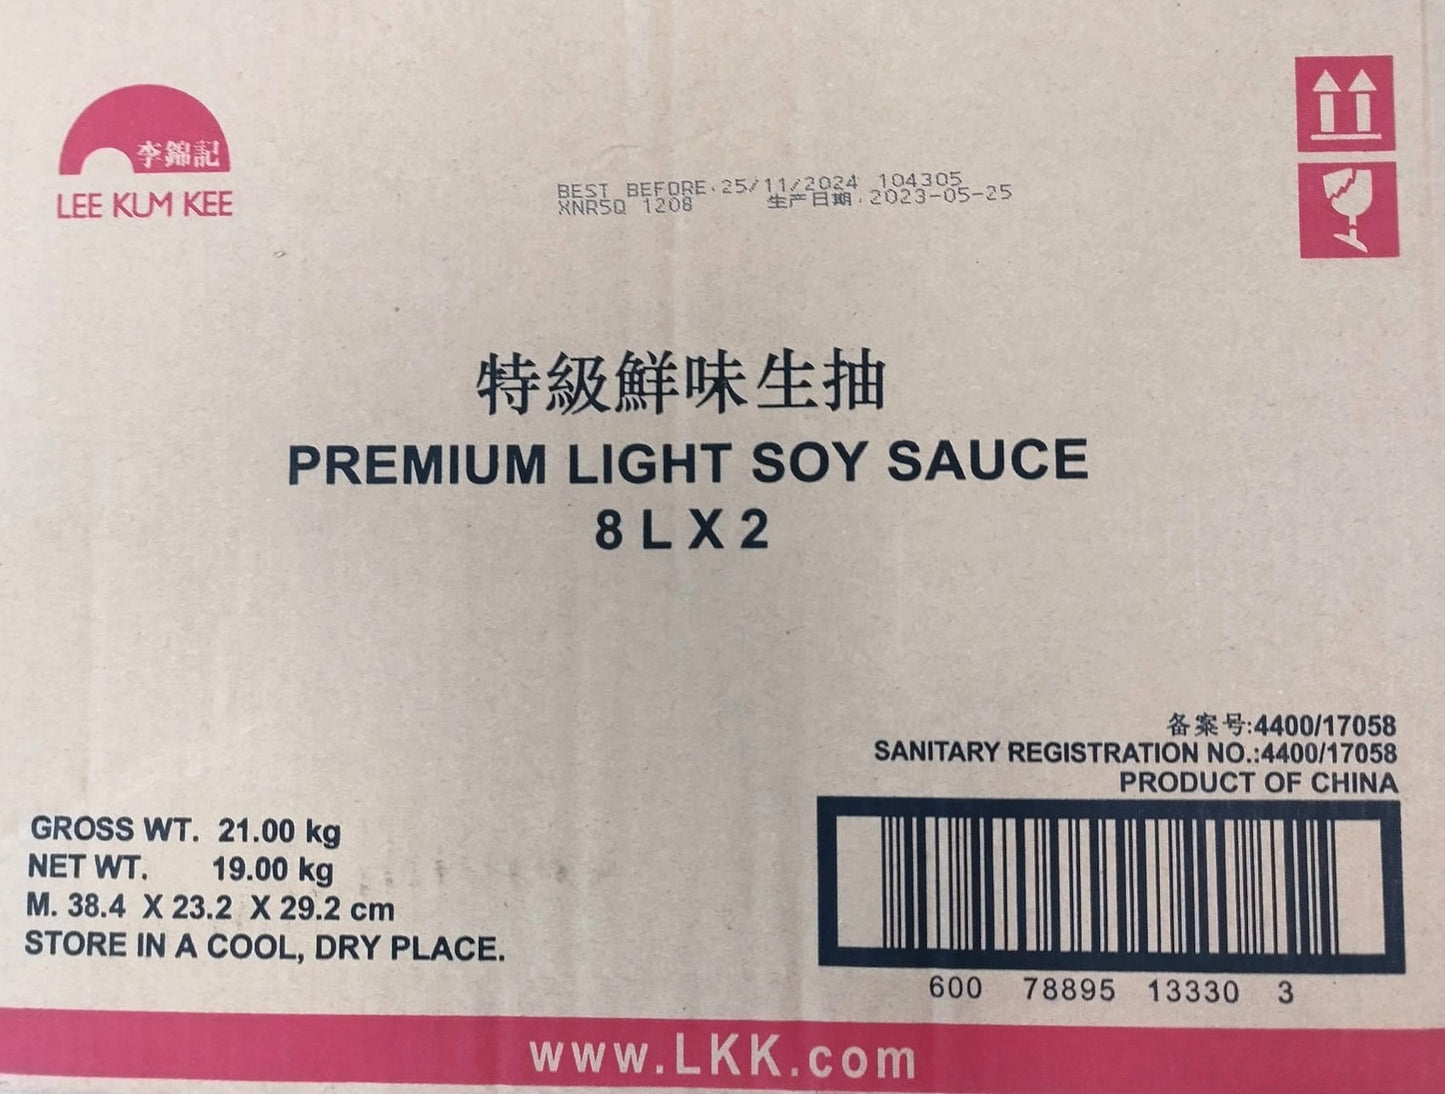 李錦記
LEE KUM KEE
BEST BEFORE:25/11/2024 104305
XNR5Q 1208 生产日期:2023-05-25
特級鮮味生抽
PREMIUM LIGHT SOY SAUCE
8 L X 2
备案号:4400/17058
SANITARY REGISTRATION NO.:4400/17058
PRODUCT OF CHINA
GROSS WT. 21.00 kg
NET WT. 19.00 kg
M. 38.4 X 23.2 X 29.2 cm
STORE IN A COOL, DRY PLACE.
600 78895 13330 3
www.LKK.com